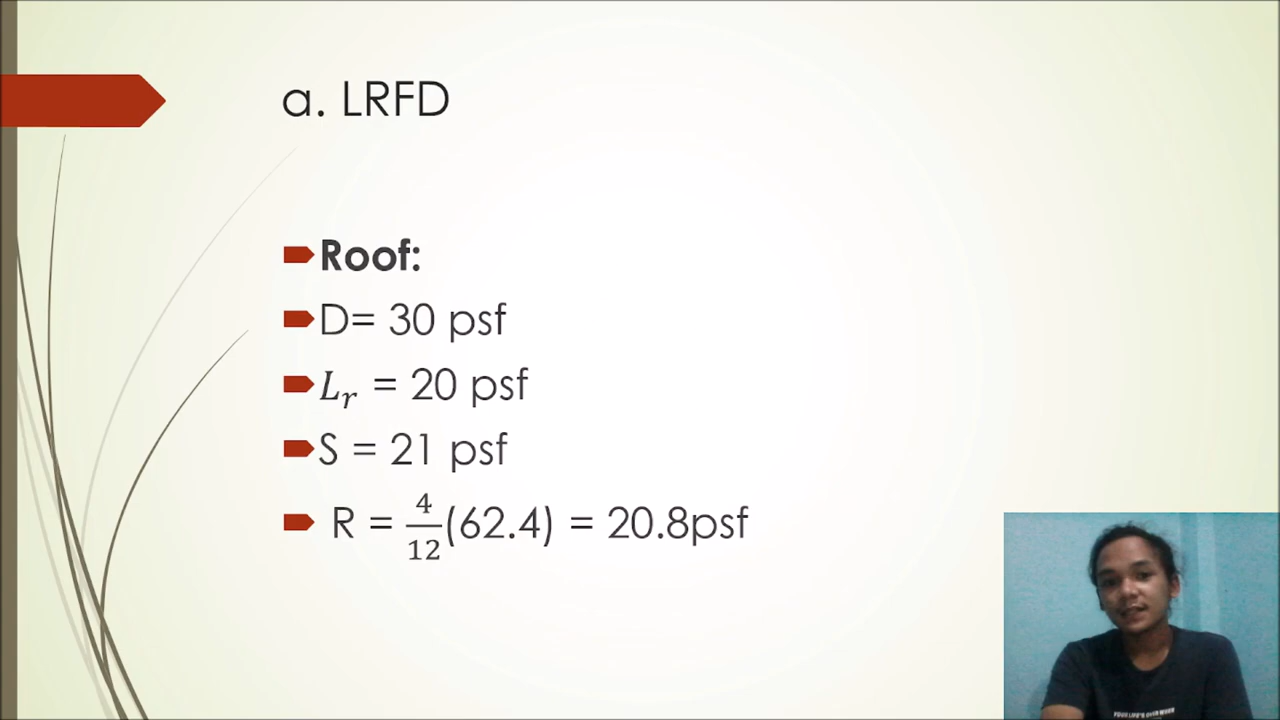 a. LRFD
Roof:
D= 30 psf
L_r = 20 psf
S = 21 psf
R = 4/12(62.4) = 20.8psf